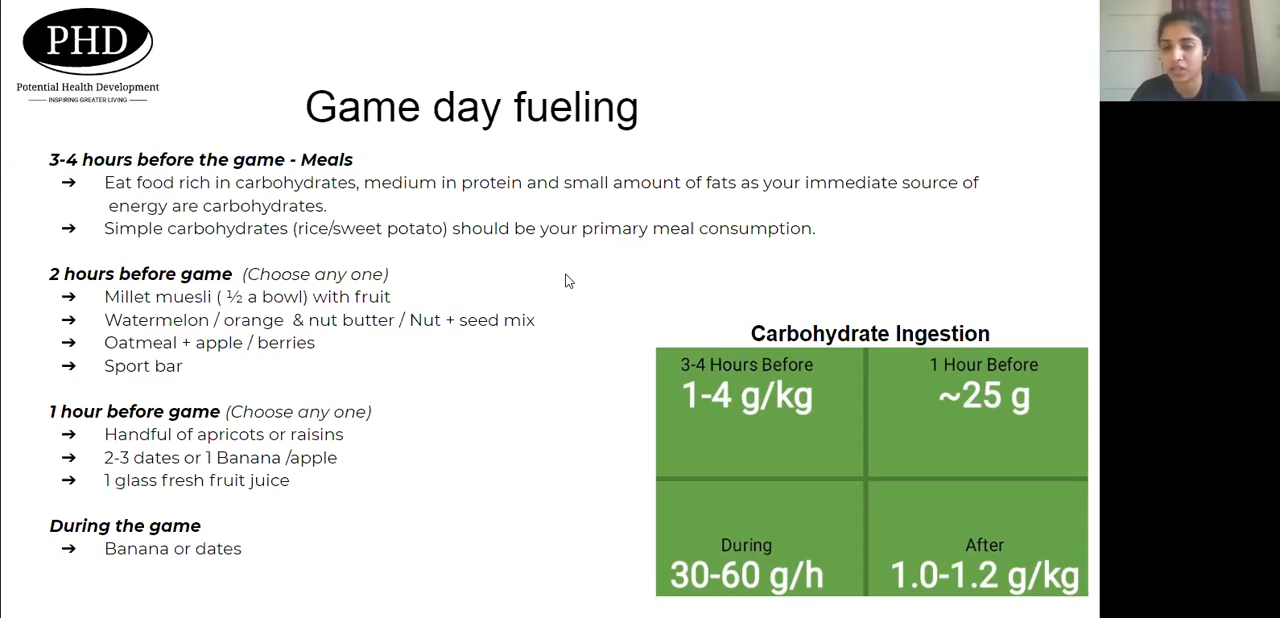 PHD
Potential Health Development
INSPIRING GREATER LIVING
Game day fueling
3-4 hours before the game - Meals
➔ Eat food rich in carbohydrates, medium in protein and small amount of fats as your immediate source of
energy are carbohydrates.
➔ Simple carbohydrates (rice/sweet potato) should be your primary meal consumption.
2 hours before game (Choose any one)
➔ Millet muesli ( ½ a bowl) with fruit
➔ Watermelon / orange & nut butter / Nut + seed mix
➔ Oatmeal + apple / berries
➔ Sport bar
1 hour before game (Choose any one)
➔ Handful of apricots or raisins
➔ 2-3 dates or 1 Banana /apple
➔ 1 glass fresh fruit juice
During the game
➔ Banana or dates
Carbohydrate Ingestion
3-4 Hours Before
1-4 g/kg
1 Hour Before
~25 g
During
30-60 g/h
After
1.0-1.2 g/kg